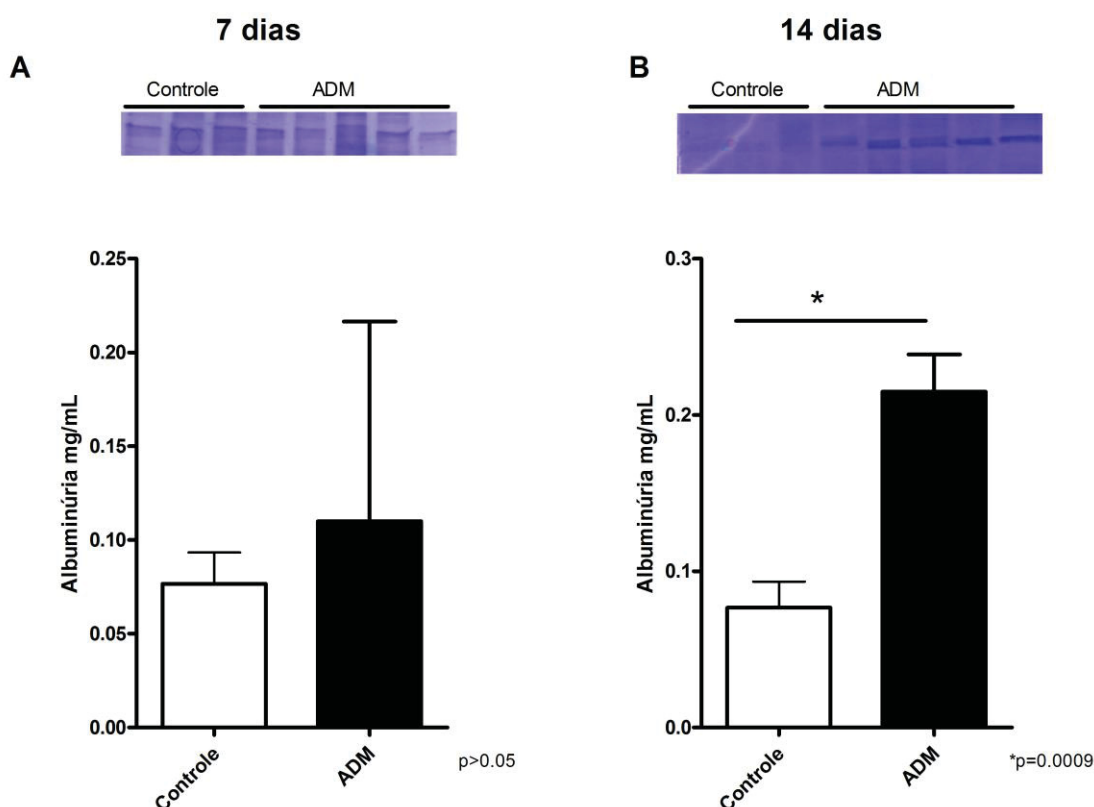 7 dias
A
Controle ADM
0.25
0.20
0.15
0.10
0.05
0.00
Albuminúria mg/mL
Controle
ADM
p>0.05
14 dias
B
Controle ADM
*
0.3
0.2
0.1
0.0
Albuminúria mg/mL
Controle
ADM
*p=0.0009